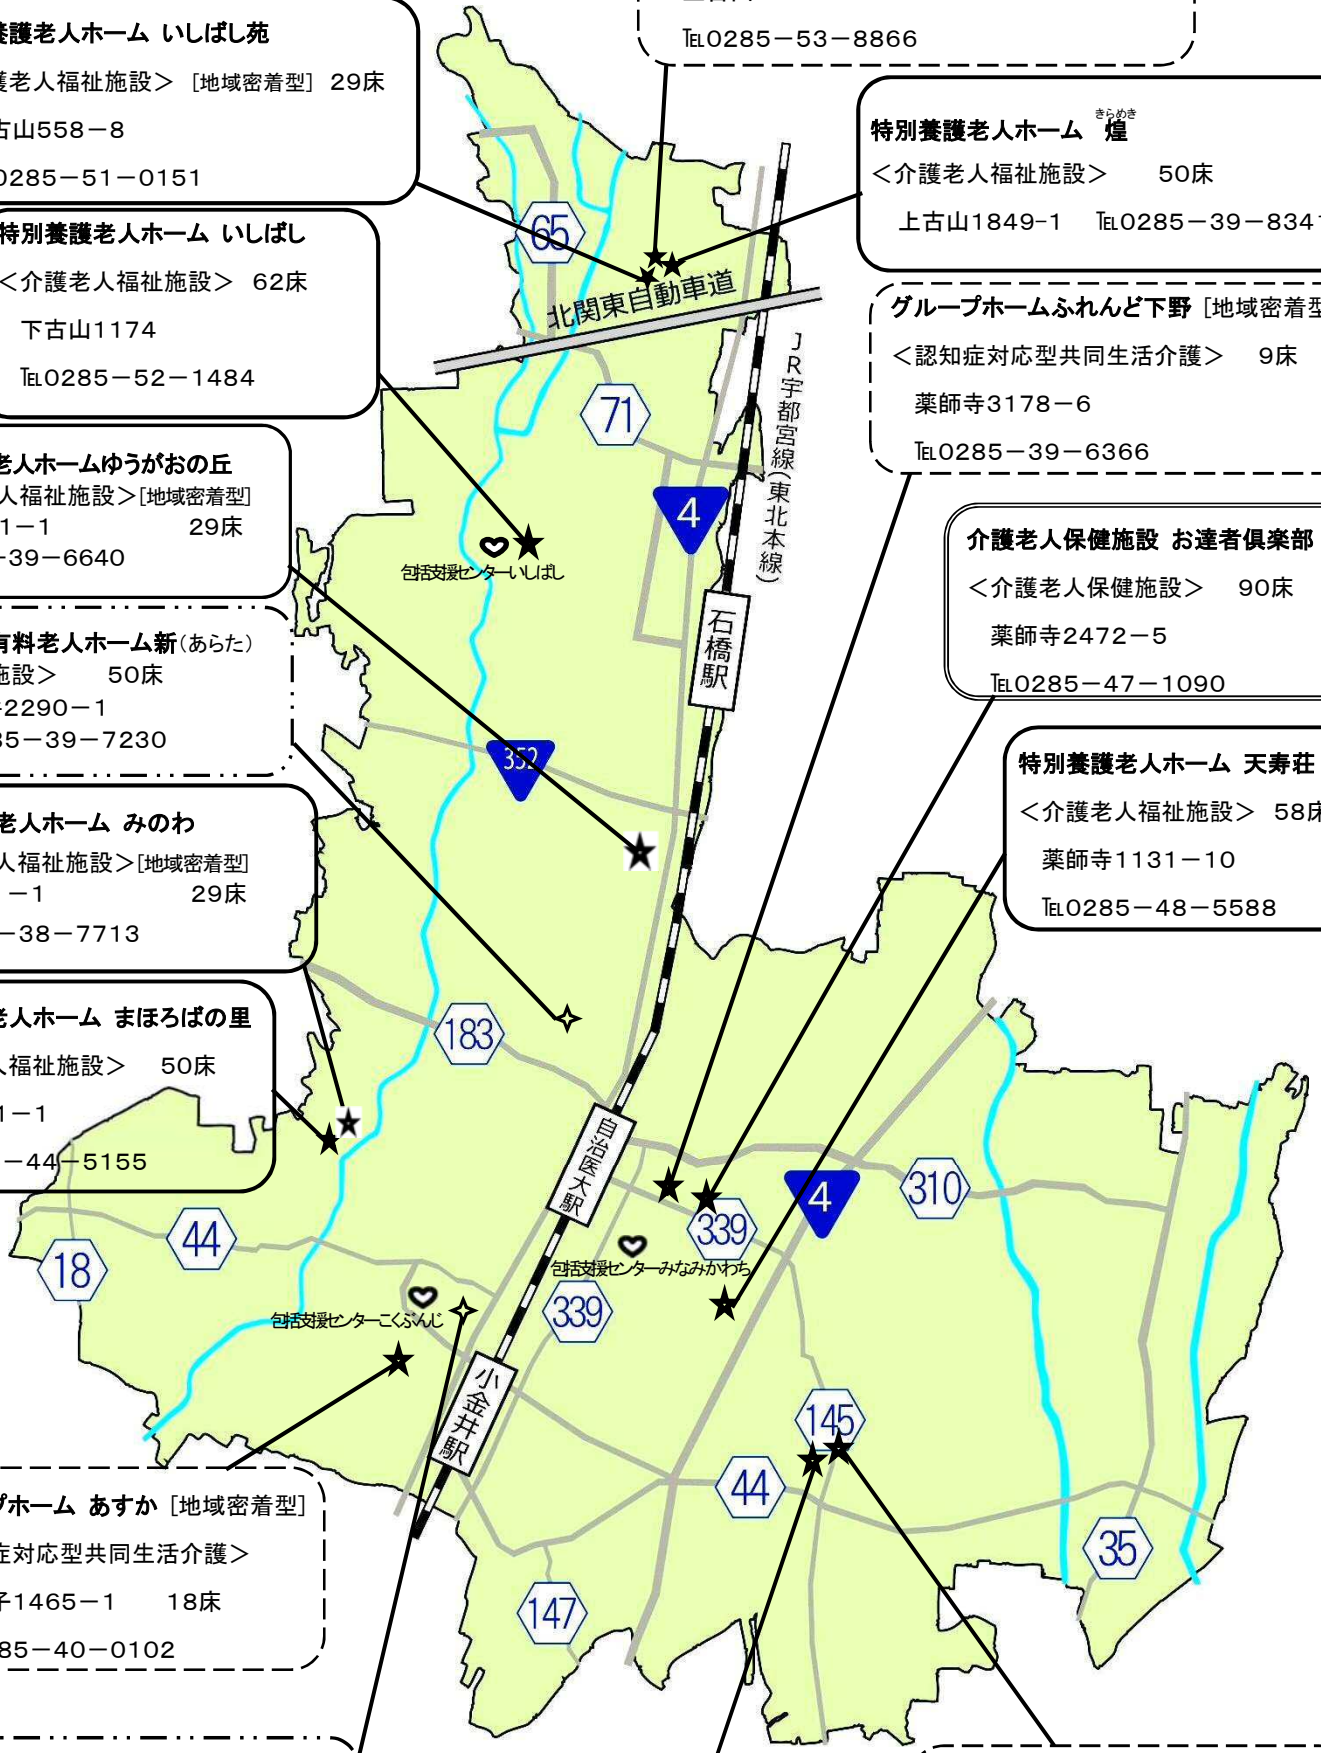 養護老人ホーム いしばし苑
護老人福祉施設＞ [地域密着型] 29床
古山558－8
0285－51－0151
℡0285－53－8866
特別養護老人ホーム 煌
きらめき
＜介護老人福祉施設＞ 50床
上古山1849-1 ℡0285－39－834
特別養護老人ホーム いしばし
＜介護老人福祉施設＞ 62床
下古山1174
℡0285－52－1484
グループホームふれんど下野 [地域密着型
＜認知症対応型共同生活介護＞ 9床
薬師寺3178－6
℡0285－39－6366
老人ホームゆうがおの丘
人福祉施設＞[地域密着型]
1－1 29床
－39－6640
介護老人保健施設 お達者倶楽部
＜介護老人保健施設＞ 90床
薬師寺2472－5
℡0285－47－1090
有料老人ホーム新(あらた)
施設＞ 50床
2290－1
85－39－7230
特別養護老人ホーム 天寿荘
＜介護老人福祉施設＞ 58床
薬師寺1131－10
℡0285－48－5588
老人ホーム みのわ
人福祉施設＞[地域密着型]
－1 29床
－38－7713
老人ホーム まほろばの里
人福祉施設＞ 50床
1－1
－44－5155
プホーム あすか [地域密着型]
症対応型共同生活介護＞
子1465－1 18床
85－40－0102
65
北関東自動車道
JR宇都宮線(東北本線)
71
4
包括支援センターいしばし
石橋駅
352
183
自治医大駅
339
4
310
44
18
包括支援センターみなみかわち
包括支援センターこくぶんじ
339
小金井駅
145
44
35
147